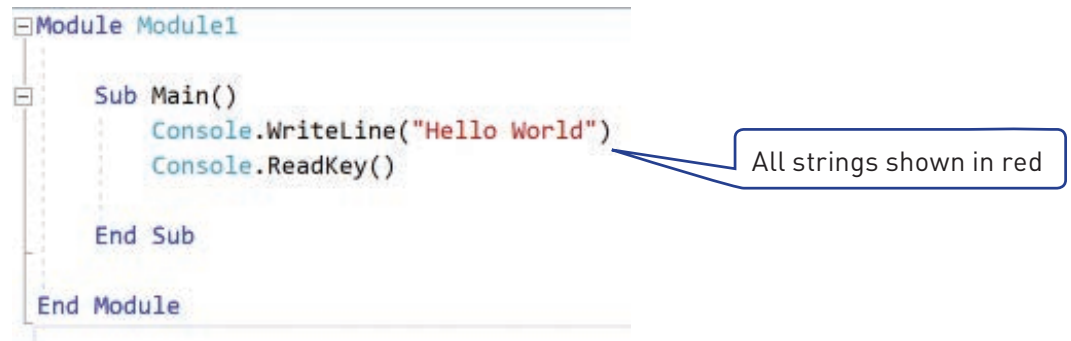 Module Module1
Sub Main()
Console.WriteLine("Hello World")
Console.ReadKey()
All strings shown in red
End Sub
End Module